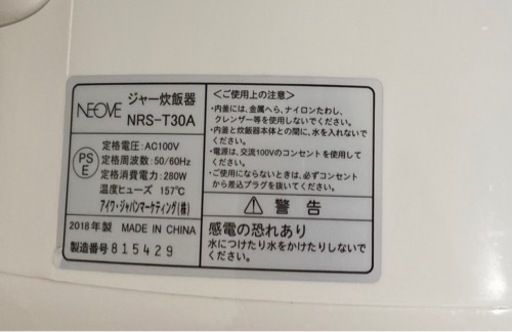 NEOVE
ジャー炊飯器
NRS-T30A
PS
E
定格電圧:AC100V
定格周波数:50/60Hz
定格消費電力:280W
温度ヒューズ 157℃
アイワ・ジャパンマーケティング(株)
2018年製 MADE IN CHINA
製造番号 815429
<ご使用上の注意>
・内釜には、金属へら、ナイロンたわし、
クレンザー等を使用しないでください。
・内釜と炊飯器本体との間に、水を入れないで
ください。
・電源は、交流100Vのコンセントを使用して
ください。
・ご使用にならないときは、必ずコンセント
から差込プラグを抜いてください。
警告
感電の恐れあり
水につけたり水をかけたりしないで
ください。